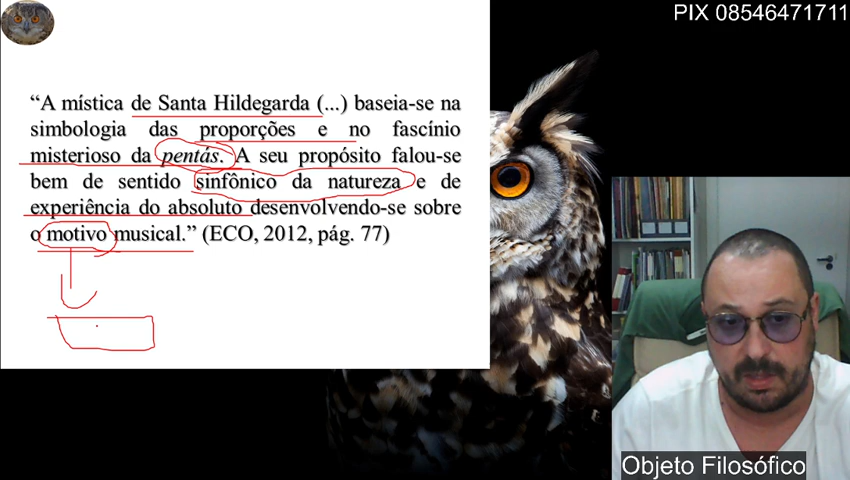 PIX 08546471711
“A mística de Santa Hildegarda (...) baseia-se na
simbologia das proporções e no fascínio
misterioso da pentás. A seu propósito falou-se
bem de sentido sinfônico da natureza e de
experiência do absoluto desenvolvendo-se sobre
o motivo musical.” (ECO, 2012, pág. 77)
Objeto Filosófico